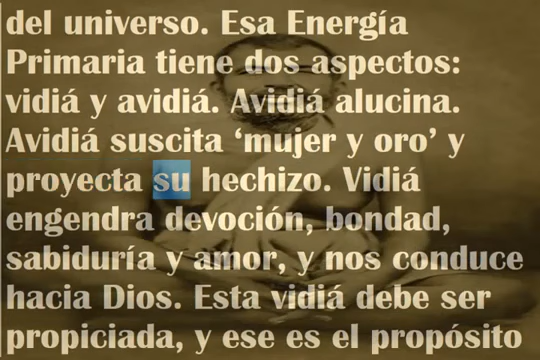 del universo. Esa Energía
Primaria tiene dos aspectos:
vidiá y avidiá. Avidiá alucina.
Avidiá suscita ‘mujer y oro’ y
proyecta su hechizo. Vidiá
engendra devoción, bondad,
sabiduría y amor, y nos conduce
hacia Dios. Esta vidiá debe ser
propiciada, y ese es el propósito